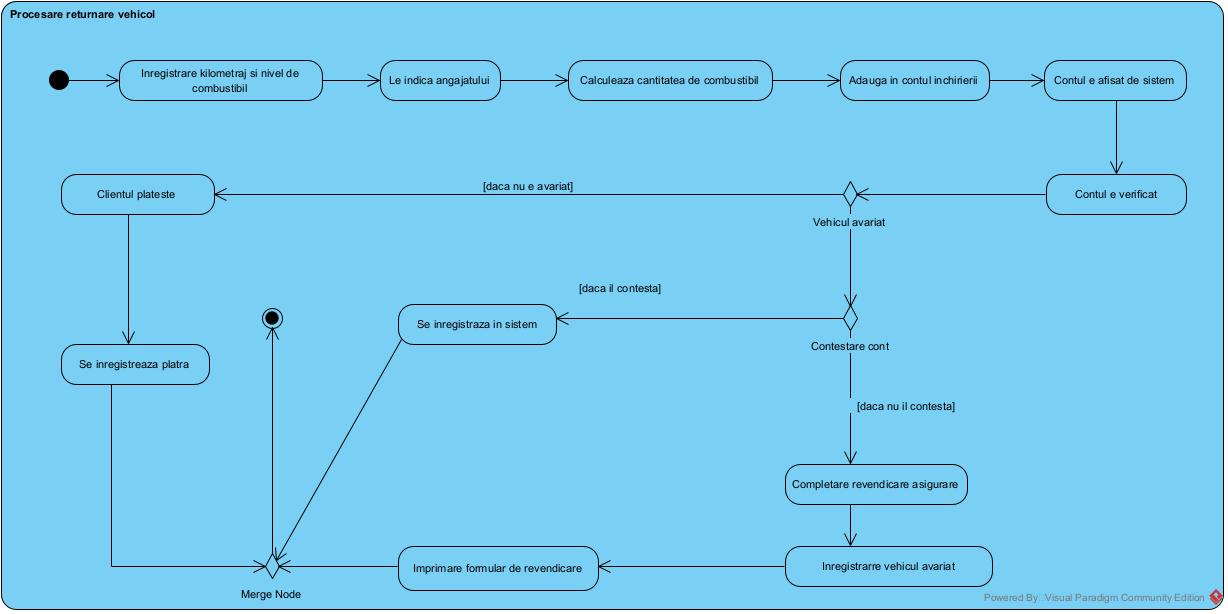 Procesare returnare vehicol
Inregistrare kilometraj si nivel de
combustibil
Le indica angajatului
Calculeaza cantitatea de combustibil
Adauga in contul inchirierii
Contul e afisat de sistem
Clientul plateste
[daca nu e avariat]
Vehicul avariat
Contul e verificat
[daca il contesta]
Se inregistraza in sistem
Contestare cont
Se inregistreaza platra
[daca nu il contesta]
Completare revendicare asigurare
Imprimare formular de revendicare
Inregistrarre vehicul avariat
Merge Node
Powered By: Visual Paradigm Community Edition